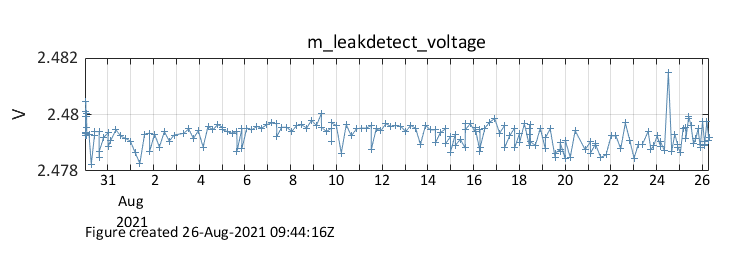 m_leakdetect_voltage
2.482
2.48
2.478
V
31 2 4 6 8 10 12 14 16 18 20 22 24 26
Aug
2021
Figure created 26-Aug-2021 09:44:16Z